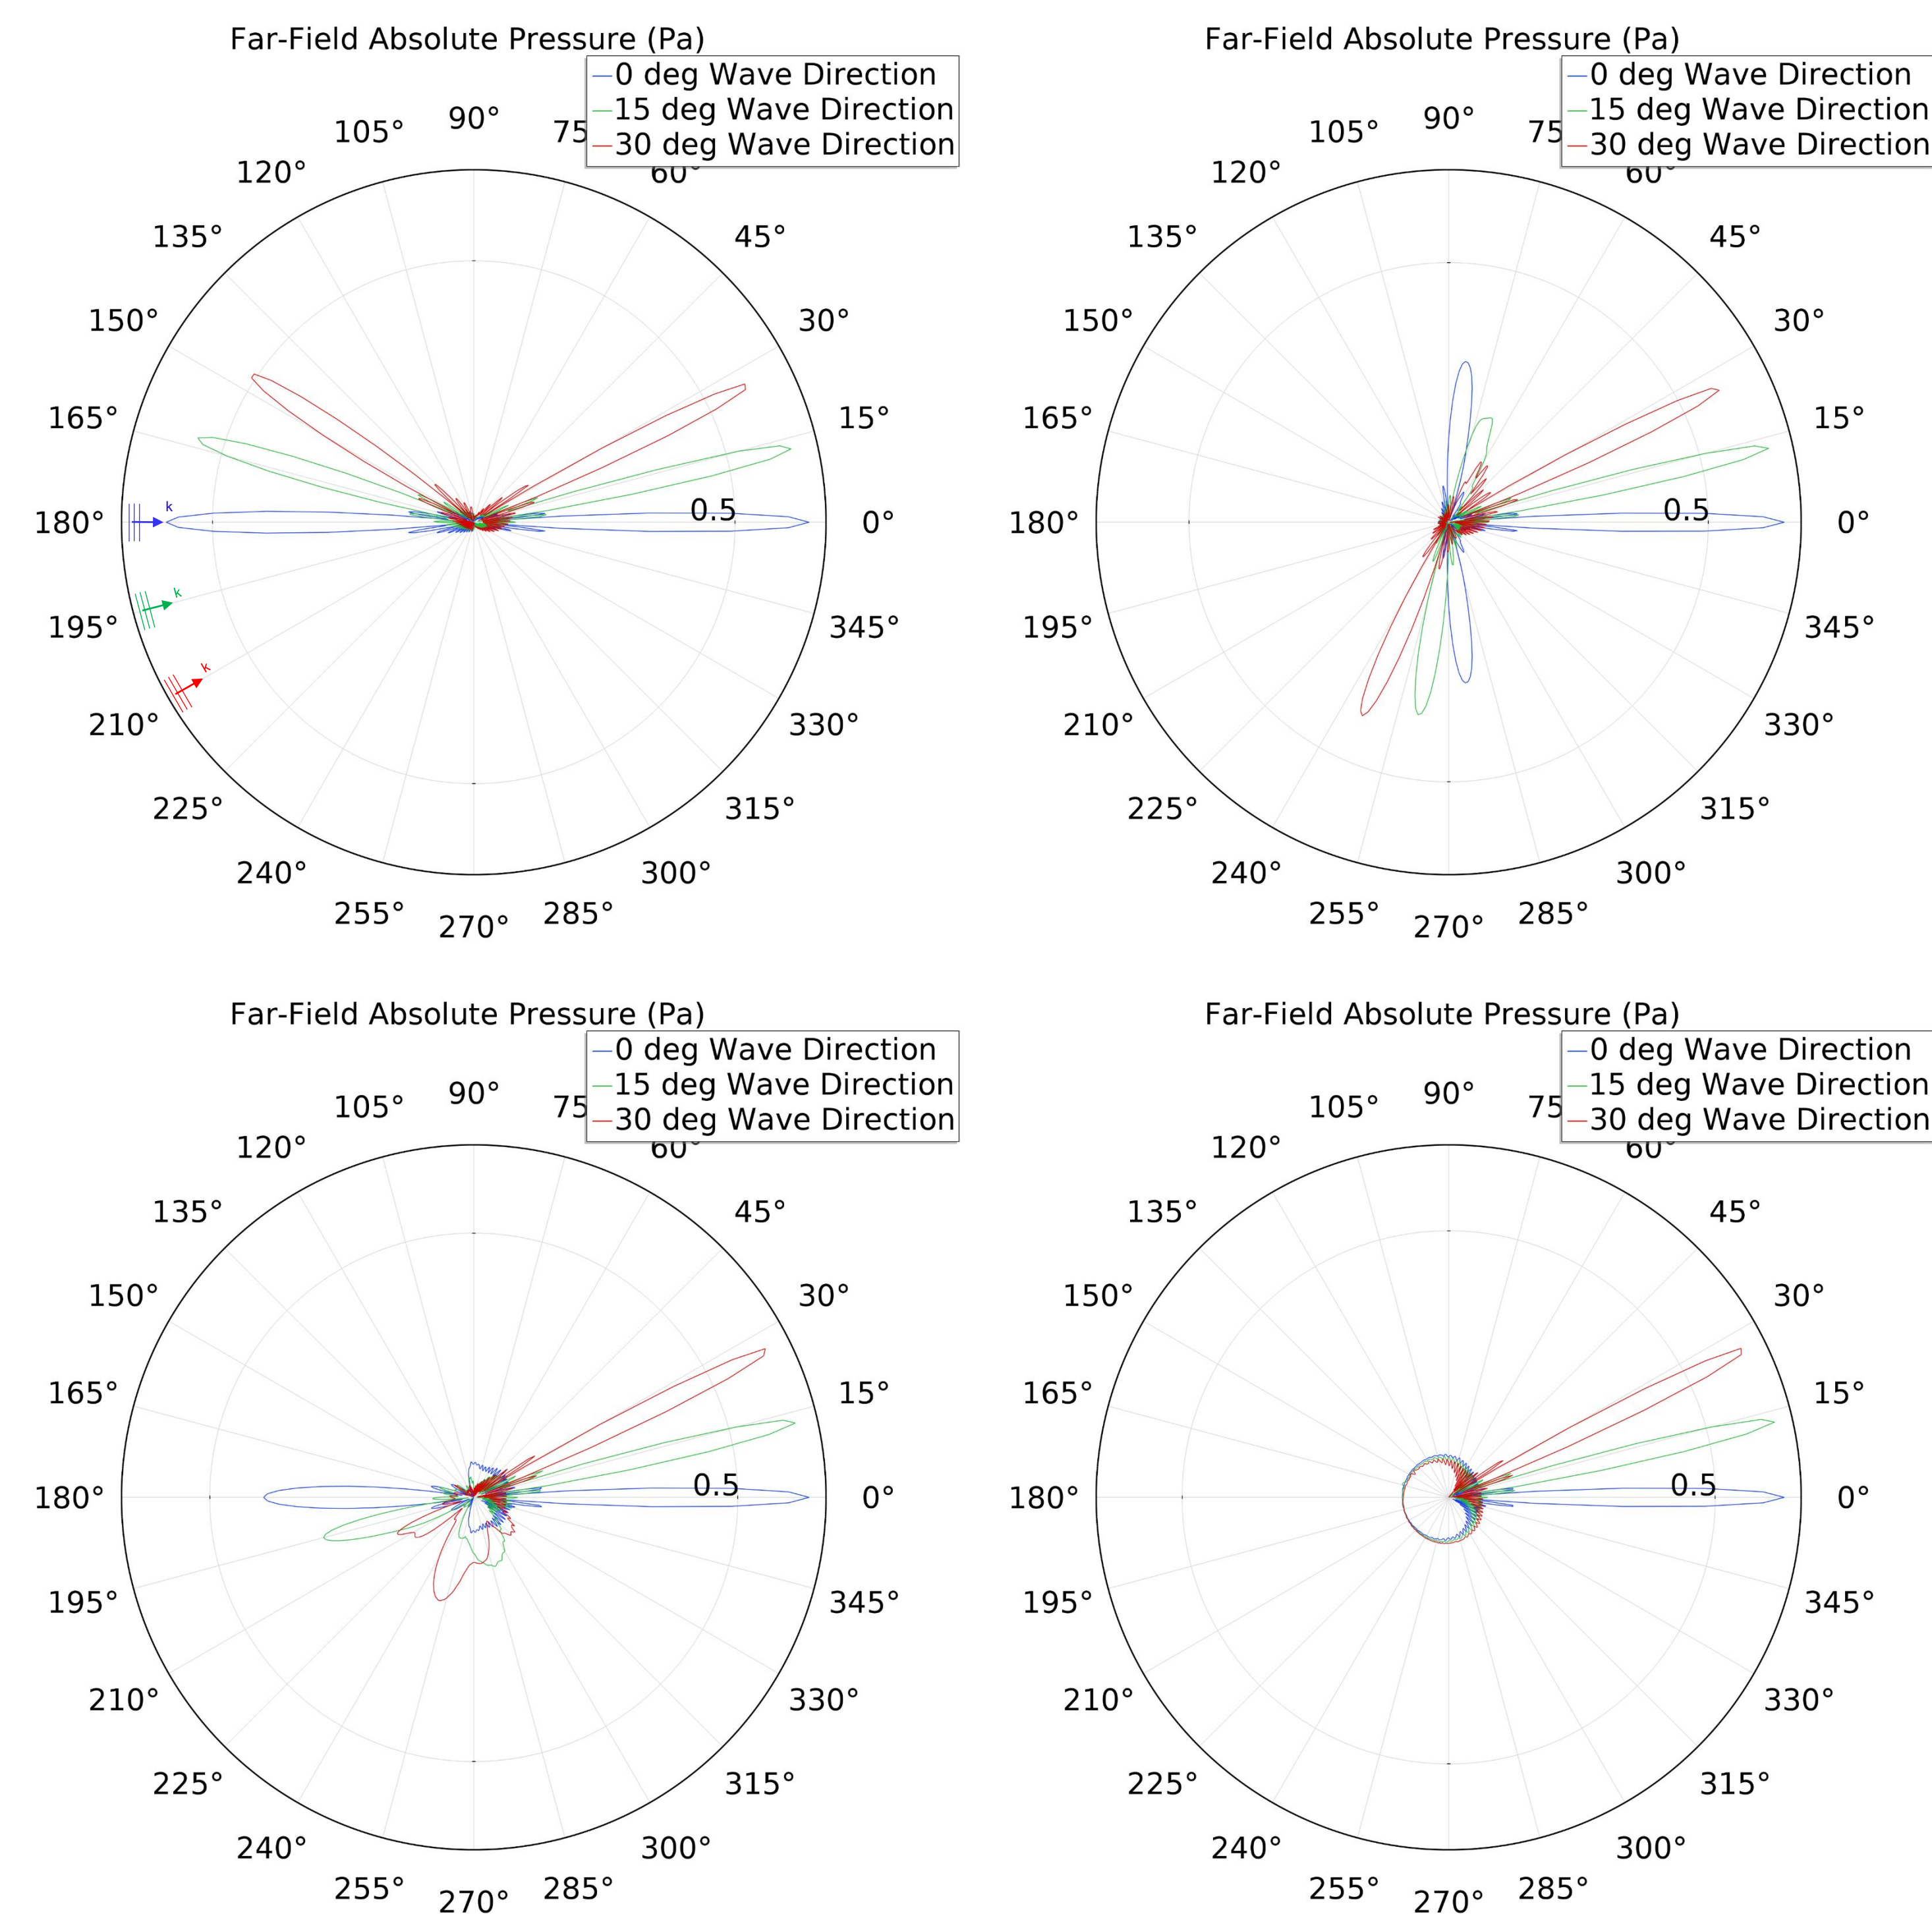 Far-Field Absolute Pressure (Pa)
0 deg Wave Direction
15 deg Wave Direction
30 deg Wave Direction
105° 90° 75
120° 60°
135° 45°
150° 30°
165° 15°
k
180° 0.5 0°
k
195° 345°
k
210° 330°
225° 315°
240° 300°
255° 270° 285°
Far-Field Absolute Pressure (Pa)
0 deg Wave Direction
15 deg Wave Direction
30 deg Wave Direction
105° 90° 75
120° 60°
135° 45°
150° 30°
165° 15°
180° 0.5 0°
195° 345°
210° 330°
225° 315°
240° 300°
255° 270° 285°
Far-Field Absolute Pressure (Pa)
0 deg Wave Direction
15 deg Wave Direction
30 deg Wave Direction
105° 90° 75
120° 60°
135° 45°
150° 30°
165° 15°
180° 0.5 0°
195° 345°
210° 330°
225° 315°
240° 300°
255° 270° 285°
Far-Field Absolute Pressure (Pa)
0 deg Wave Direction
15 deg Wave Direction
30 deg Wave Direction
105° 90° 75
120° 60°
135° 45°
150° 30°
165° 15°
180° 0.5 0°
195° 345°
210° 330°
225° 315°
240° 300°
255° 270° 285°